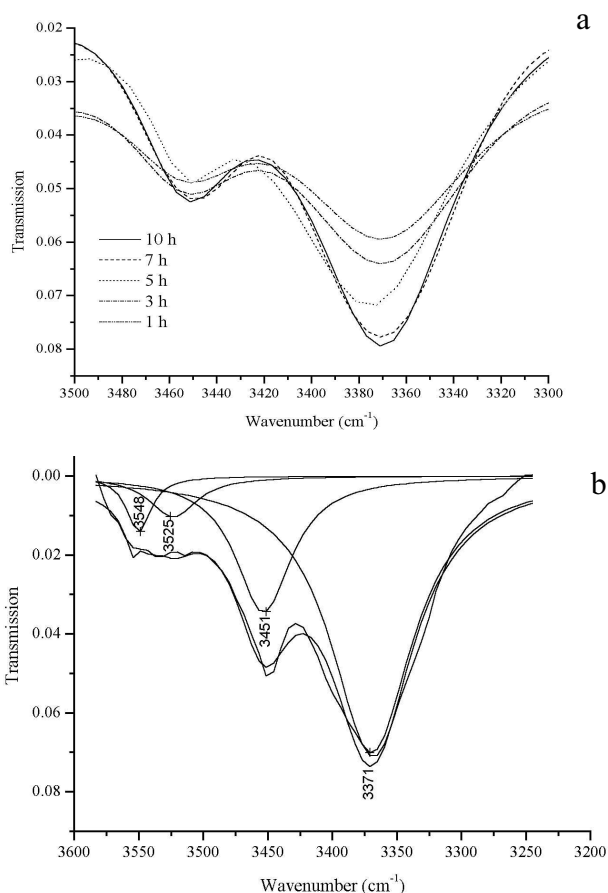 a
0.02
0.03
0.04
0.05
0.06
0.07
0.08
Transmission
10 h
7 h
5 h
3 h
1 h
3500 3480 3460 3440 3420 3400 3380 3360 3340 3320 3300
Wavenumber (cm⁻¹)
b
0.00
0.02
0.04
0.06
0.08
Transmission
3548
3525
3451
3371
3600 3550 3500 3450 3400 3350 3300 3250 3200
Wavenumber (cm⁻¹)